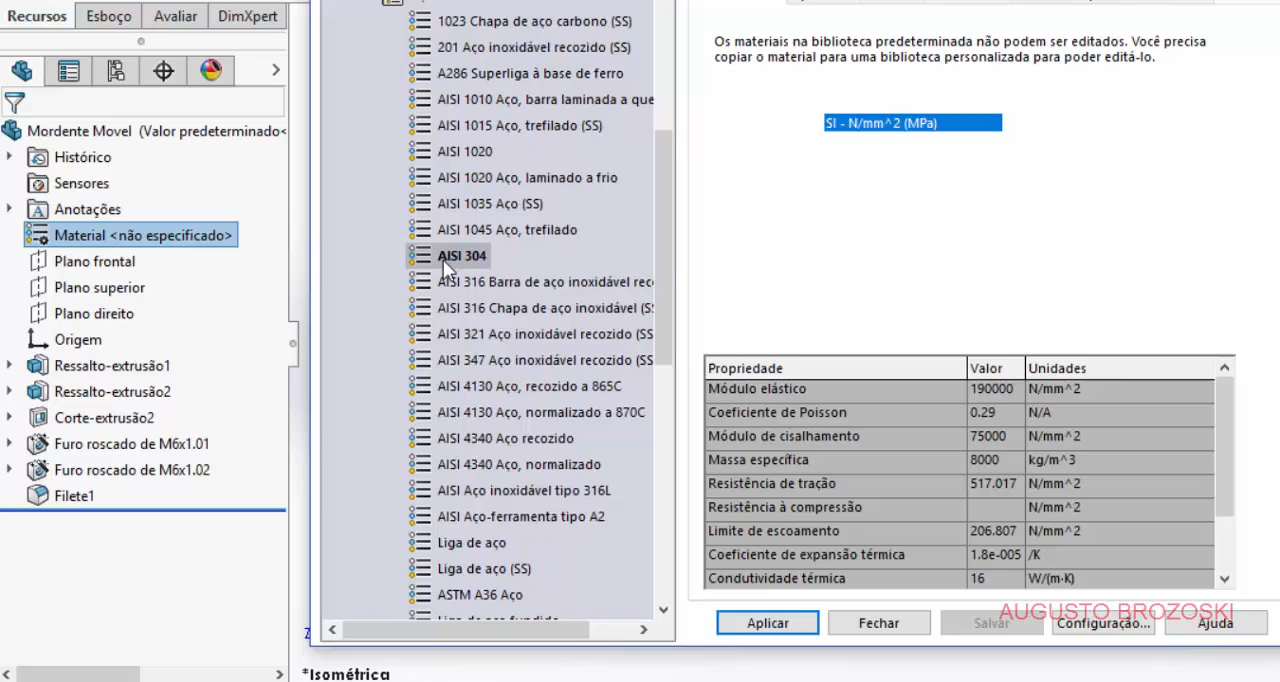 Recursos Esboço Avaliar DimXpert
Mordente Movel (Valor predeterminado<
Histórico
Sensores
Anotações
Material <não especificado>
Plano frontal
Plano superior
Plano direito
Origem
Ressalto-extrusão1
Ressalto-extrusão2
Corte-extrusão2
Furo roscado de M6x1.01
Furo roscado de M6x1.02
Filete1
1023 Chapa de aço carbono (SS)
201 Aço inoxidável recozido (SS)
A286 Superliga à base de ferro
AISI 1010 Aço, barra laminada a que
AISI 1015 Aço, trefilado (SS)
AISI 1020
AISI 1020 Aço, laminado a frio
AISI 1035 Aço (SS)
AISI 1045 Aço, trefilado
AISI 304
AISI 316 Barra de aço inoxidável rec
AISI 316 Chapa de aço inoxidável (S
AISI 321 Aço inoxidável recozido (SS
AISI 347 Aço inoxidável recozido (SS
AISI 4130 Aço, recozido a 865C
AISI 4130 Aço, normalizado a 870C
AISI 4340 Aço recozido
AISI 4340 Aço, normalizado
AISI Aço inoxidável tipo 316L
AISI Aço-ferramenta tipo A2
Liga de aço
Liga de aço (SS)
ASTM A36 Aço
Liga de aço fundido
Os materiais na biblioteca predeterminada não podem ser editados. Você precisa
copiar o material para uma biblioteca personalizada para poder editá-lo.
SI - N/mm^2 (MPa)
Propriedade Valor Unidades
Módulo elástico 190000 N/mm^2
Coeficiente de Poisson 0.29 N/A
Módulo de cisalhamento 75000 N/mm^2
Massa específica 8000 kg/m^3
Resistência de tração 517.017 N/mm^2
Resistência à compressão N/mm^2
Limite de escoamento 206.807 N/mm^2
Coeficiente de expansão térmica 1.8e-005 /K
Condutividade térmica 16 W/(m·K)
AUGUSTO BROZOSKI
Aplicar Fechar Salvar Configuração... Ajuda
*Isométrica